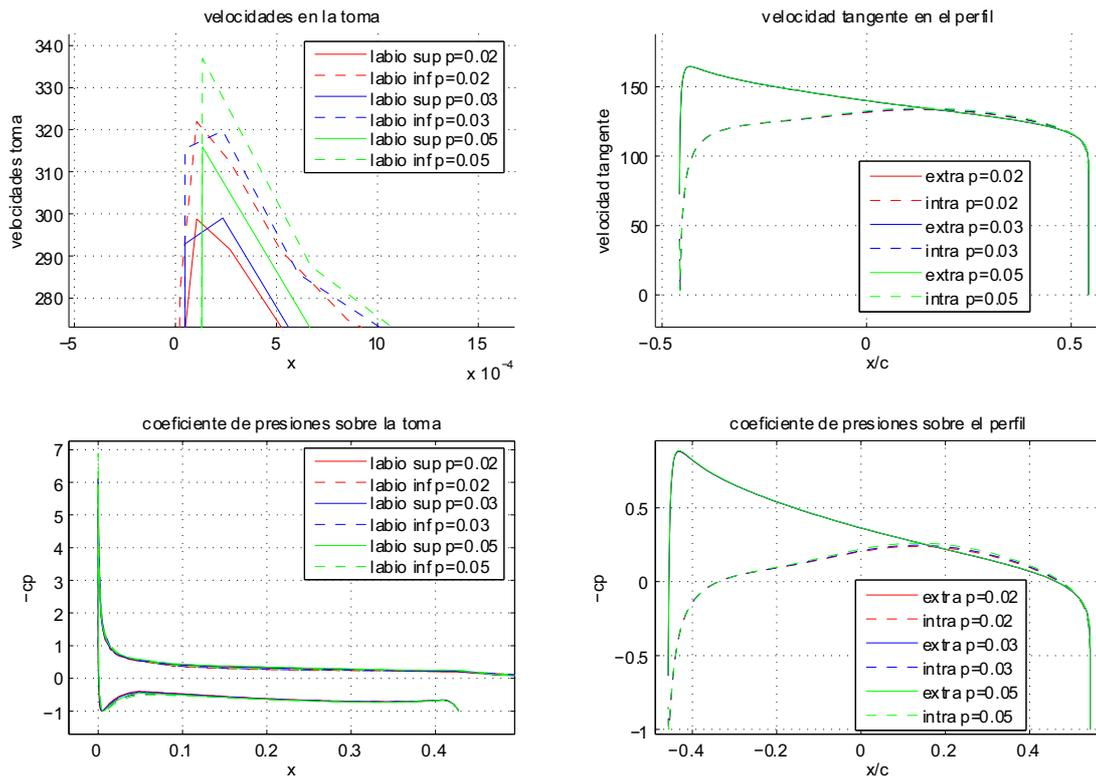 velocidades en la toma
velocidades toma
340
330
320
310
300
290
280
−5
0
5
10
15
x
x 10⁻⁴
labio sup p=0.02
labio inf p=0.02
labio sup p=0.03
labio inf p=0.03
labio sup p=0.05
labio inf p=0.05
velocidad tangente en el perfil
velocidad tangente
150
100
50
0
−0.5
0
0.5
x/c
extra p=0.02
intra p=0.02
extra p=0.03
intra p=0.03
extra p=0.05
intra p=0.05
coeficiente de presiones sobre la toma
−cp
7
6
5
4
3
2
1
0
−1
0
0.1
0.2
0.3
0.4
x
labio sup p=0.02
labio inf p=0.02
labio sup p=0.03
labio inf p=0.03
labio sup p=0.05
labio inf p=0.05
coeficiente de presiones sobre el perfil
−cp
0.5
0
−0.5
−1
−0.4
−0.2
0
0.2
0.4
x/c
extra p=0.02
intra p=0.02
extra p=0.03
intra p=0.03
extra p=0.05
intra p=0.05